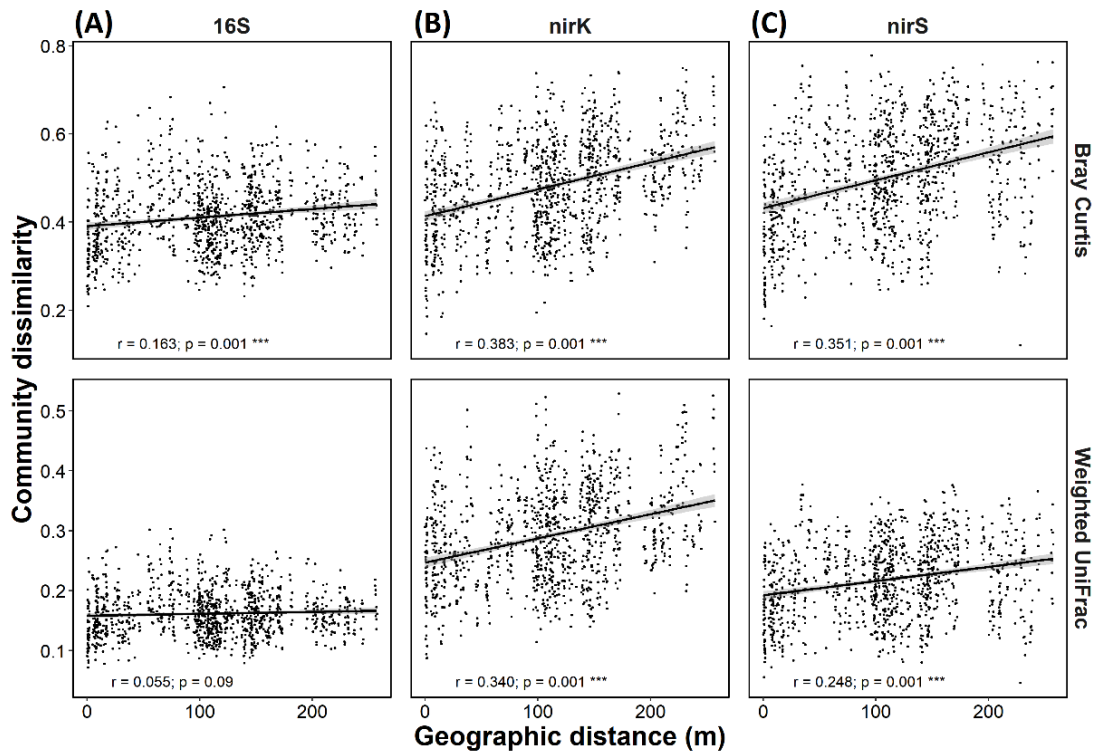 (A) 16S (B) nirK (C) nirS
0.8
0.6
0.4
0.2
r = 0.163; p = 0.001 ***
r = 0.383; p = 0.001 ***
r = 0.351; p = 0.001 ***
Bray Curtis
Community dissimilarity
0.5
0.4
0.3
0.2
0.1
r = 0.055; p = 0.09
r = 0.340; p = 0.001 ***
r = 0.248; p = 0.001 ***
Weighted UniFrac
0 100 200 0 100 200 0 100 200
Geographic distance (m)